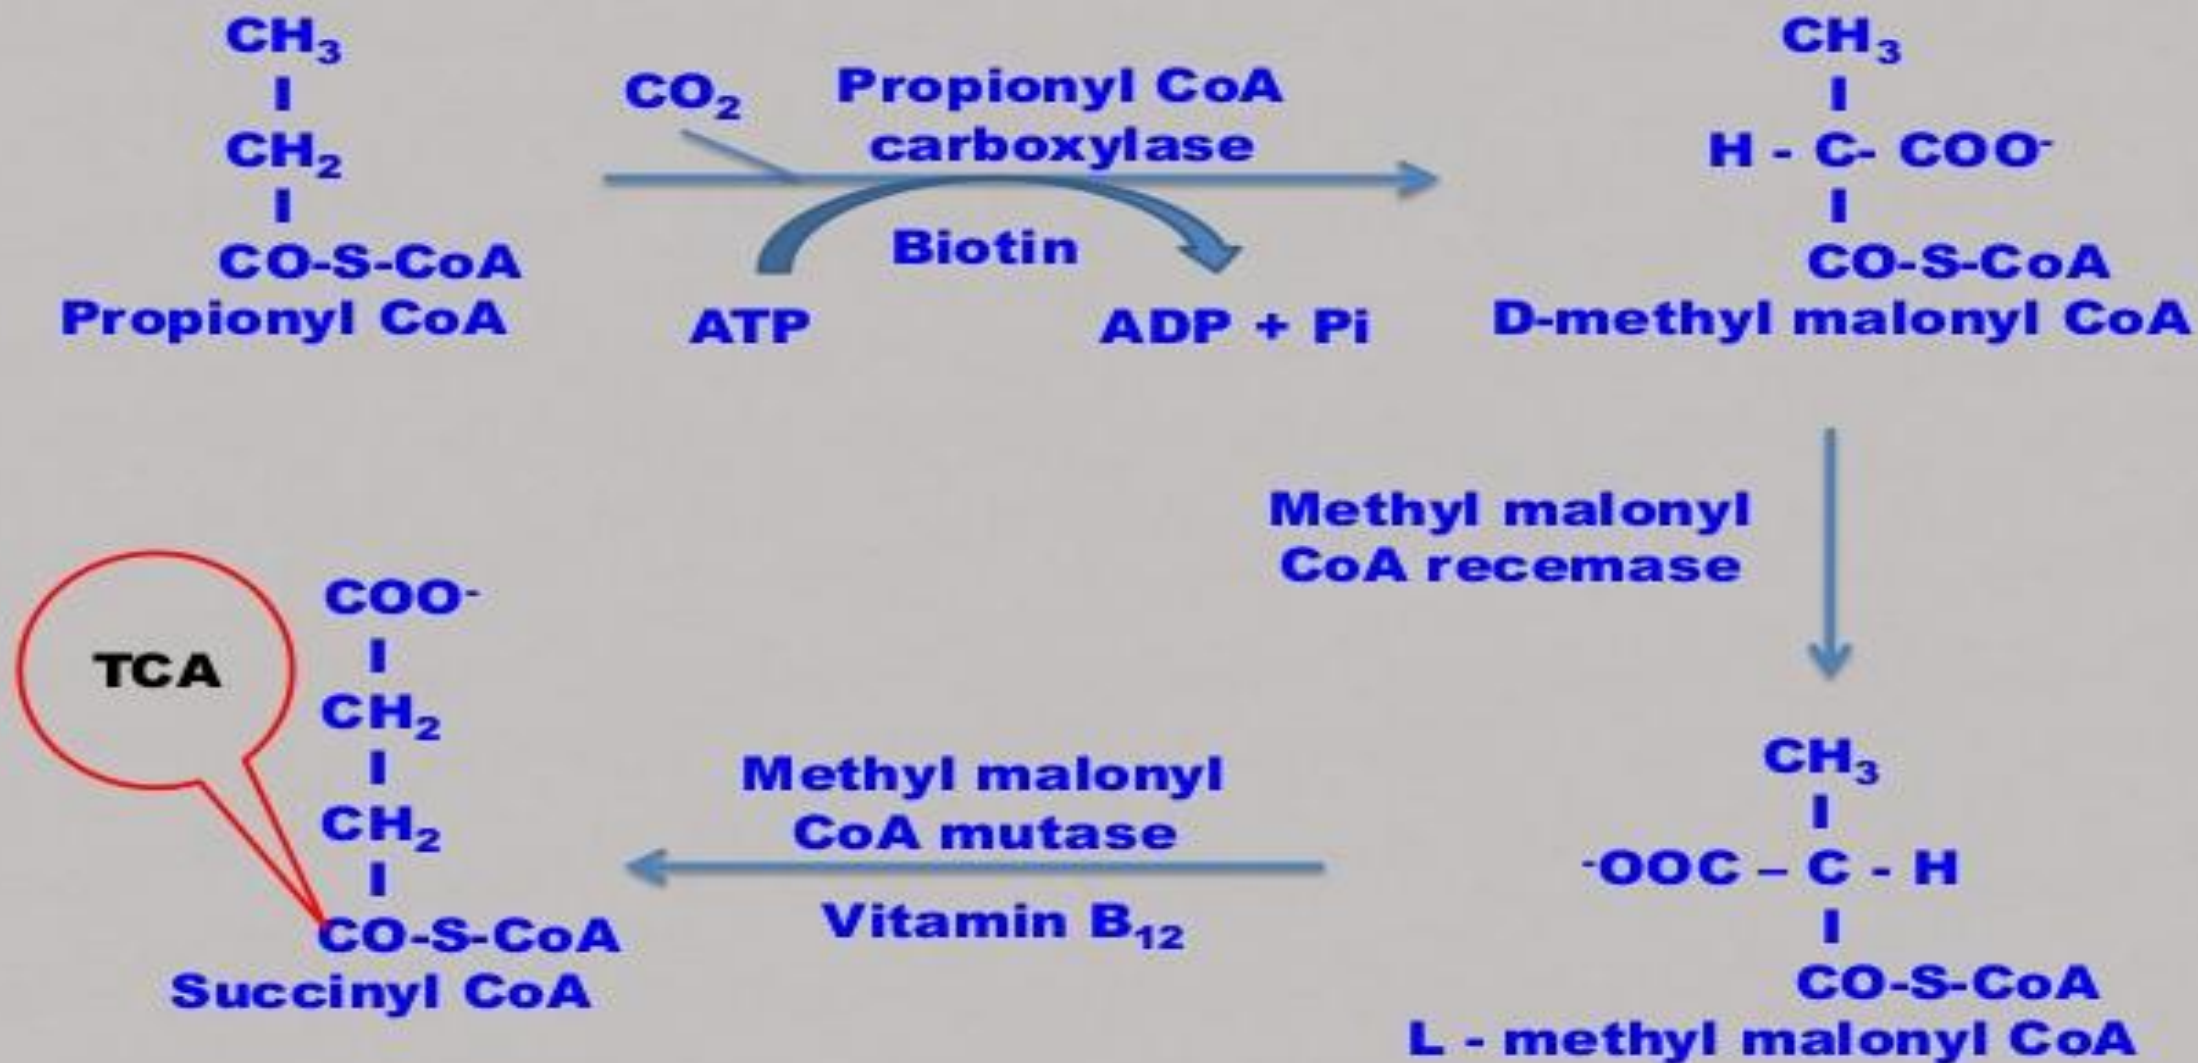 CH₃
I
CH₂
I
CO-S-CoA
Propionyl CoA
CO₂
Propionyl CoA
carboxylase
Biotin
ATP
ADP + Pi
CH₃
I
H - C- COO⁻
I
CO-S-CoA
D-methyl malonyl CoA
Methyl malonyl
CoA recemase
CH₃
I
⁻OOC – C - H
I
CO-S-CoA
L - methyl malonyl CoA
Methyl malonyl
CoA mutase
Vitamin B₁₂
TCA
COO⁻
I
CH₂
I
CH₂
I
CO-S-CoA
Succinyl CoA